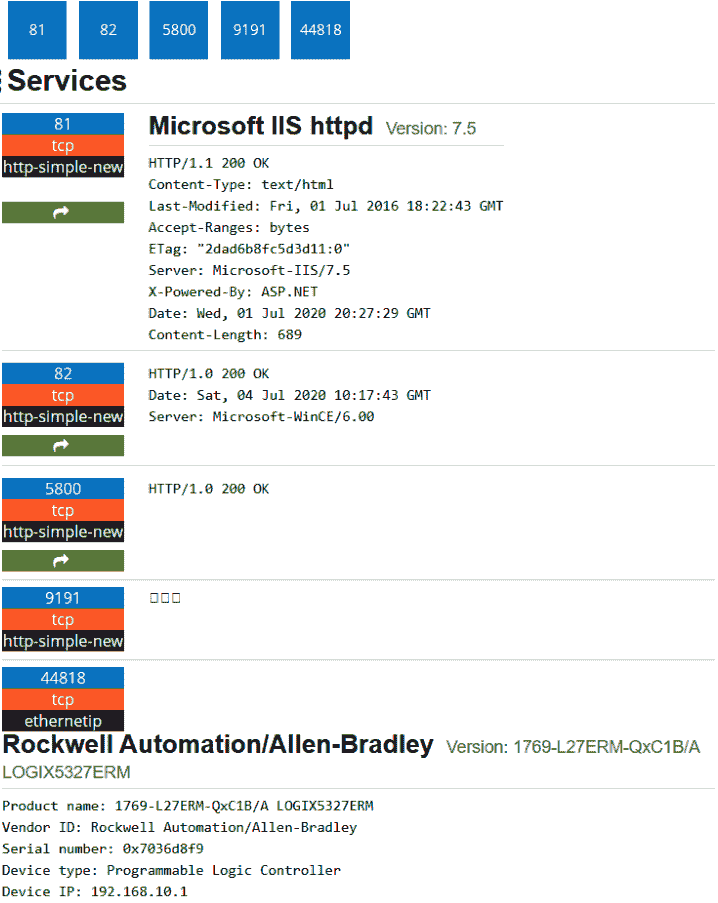 81 82 5800 9191 44818
Services
81
tcp
http-simple-new
Microsoft IIS httpd Version: 7.5
HTTP/1.1 200 OK
Content-Type: text/html
Last-Modified: Fri, 01 Jul 2016 18:22:43 GMT
Accept-Ranges: bytes
ETag: "2dad6b8fc5d3d11:0"
Server: Microsoft-IIS/7.5
X-Powered-By: ASP.NET
Date: Wed, 01 Jul 2020 20:27:29 GMT
Content-Length: 689
82
tcp
http-simple-new
HTTP/1.0 200 OK
Date: Sat, 04 Jul 2020 10:17:43 GMT
Server: Microsoft-WinCE/6.00
5800
tcp
http-simple-new
HTTP/1.0 200 OK
9191
tcp
http-simple-new
44818
tcp
ethernetip
Rockwell Automation/Allen-Bradley Version: 1769-L27ERM-QxC1B/A
LOGIX5327ERM
Product name: 1769-L27ERM-QxC1B/A LOGIX5327ERM
Vendor ID: Rockwell Automation/Allen-Bradley
Serial number: 0x7036d8f9
Device type: Programmable Logic Controller
Device IP: 192.168.10.1